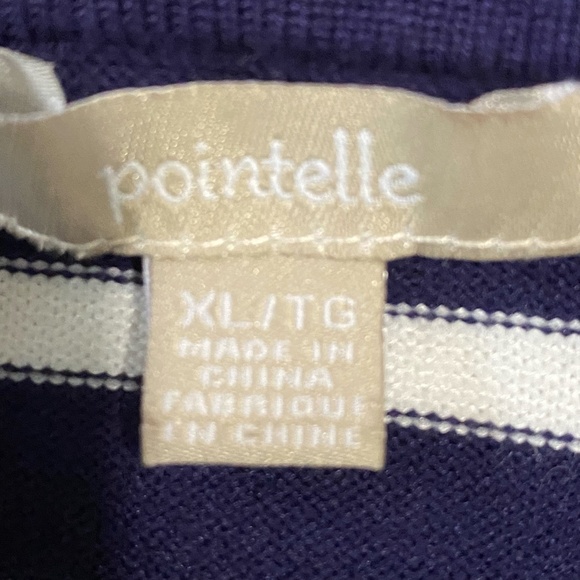 pointelle
XL/TG
MADE IN
CHINA
FABRIQUE
EN CHINE